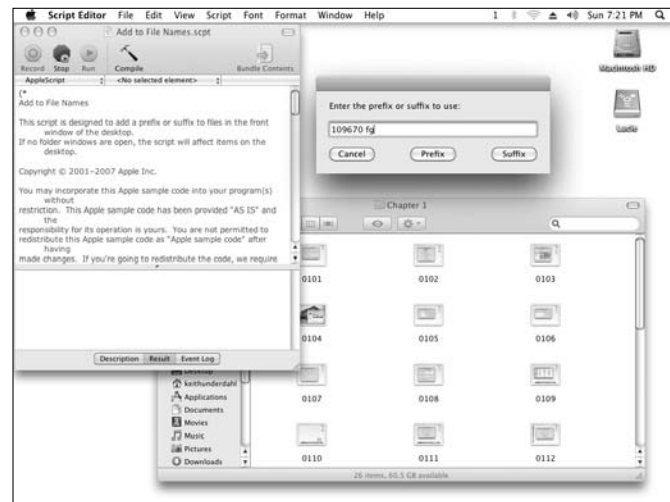 Script Editor File Edit View Script Font Format Window Help
1 Sun 7:21 PM
Add to File Names.scpt
Record Stop Run Compile Bundle Contents
AppleScript <No selected element>
(*
Add to File Names
This script is designed to add a prefix or suffix to files in the front
window of the desktop.
If no folder windows are open, the script will affect items on the
desktop.
Copyright © 2001–2007 Apple Inc.
You may incorporate this Apple sample code into your program(s)
without
restriction. This Apple sample code has been provided "AS IS" and
the
responsibility for its operation is yours. You are not permitted to
redistribute this Apple sample code as "Apple sample code" after
having
made changes. If you're going to redistribute the code, we require
Description Result Event Log
Enter the prefix or suffix to use:
109670 fg
Cancel Prefix Suffix
Macintosh HD
Lacie
Chapter 1
0101 0102 0103
0104 0105 0106
0107 0108 0109
0110 0111 0112
Desktop
keithunderdahl
Applications
Documents
Movies
Music
Pictures
Downloads
26 items, 60.5 GB available